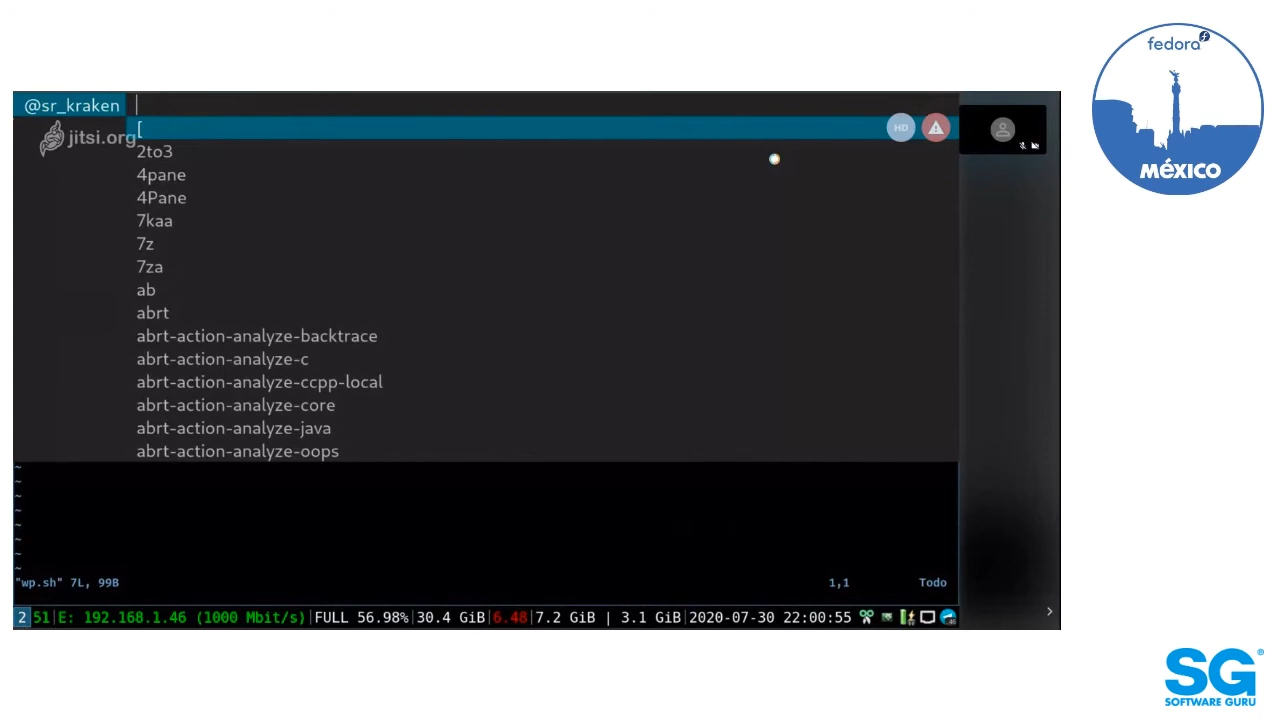 fedora
MÉXICO
@sr_kraken
jitsi.org
[
HD
2to3
4pane
4Pane
7kaa
7z
7za
ab
abrt
abrt-action-analyze-backtrace
abrt-action-analyze-c
abrt-action-analyze-ccpp-local
abrt-action-analyze-core
abrt-action-analyze-java
abrt-action-analyze-oops
~
~
~
~
~
~
~
~
"wp.sh" 7L, 99B 1,1 Todo
2 51|E: 192.168.1.46 (1000 Mbit/s)|FULL 56.98%|30.4 GiB|6.48|7.2 GiB | 3.1 GiB|2020-07-30 22:00:55
SG®
SOFTWARE GURU